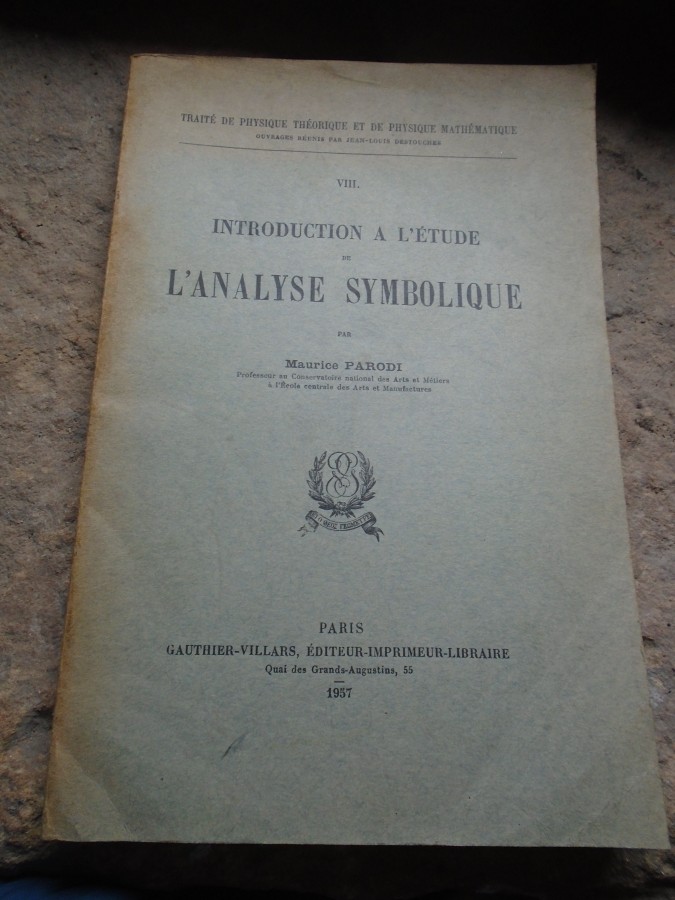 TRAITÉ DE PHYSIQUE THÉORIQUE ET DE PHYSIQUE MATHÉMATIQUE
OUVRAGES RÉUNIS PAR JEAN-LOUIS DESTOUCHES
VIII.
INTRODUCTION A L'ÉTUDE
DE
L'ANALYSE SYMBOLIQUE
PAR
Maurice PARODI
Professeur au Conservatoire national des Arts et Métiers
à l'École centrale des Arts et Manufactures
PARIS
GAUTHIER-VILLARS, ÉDITEUR-IMPRIMEUR-LIBRAIRE
Quai des Grands-Augustins, 55
1957